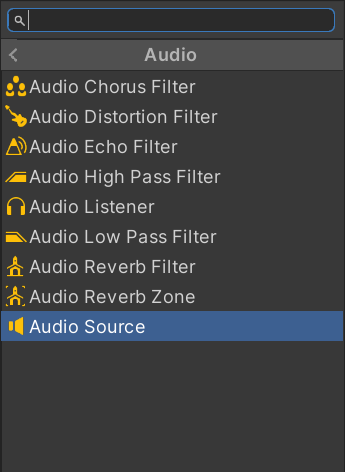 Audio
Audio Chorus Filter
Audio Distortion Filter
Audio Echo Filter
Audio High Pass Filter
Audio Listener
Audio Low Pass Filter
Audio Reverb Filter
Audio Reverb Zone
Audio Source